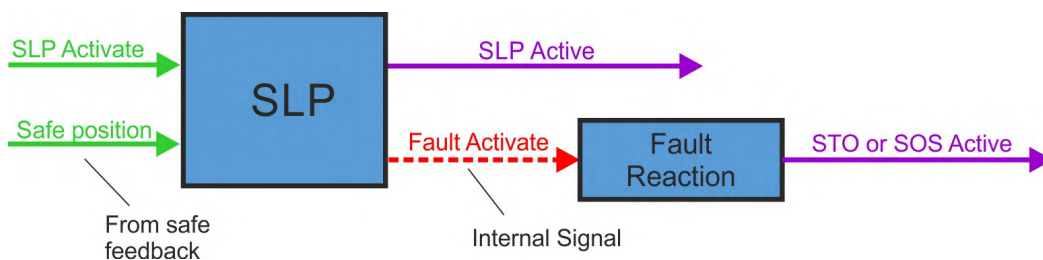 SLP Activate
SLP Active
SLP
Safe position
Fault Activate
Fault
Reaction
STO or SOS Active
From safe
feedback
Internal Signal